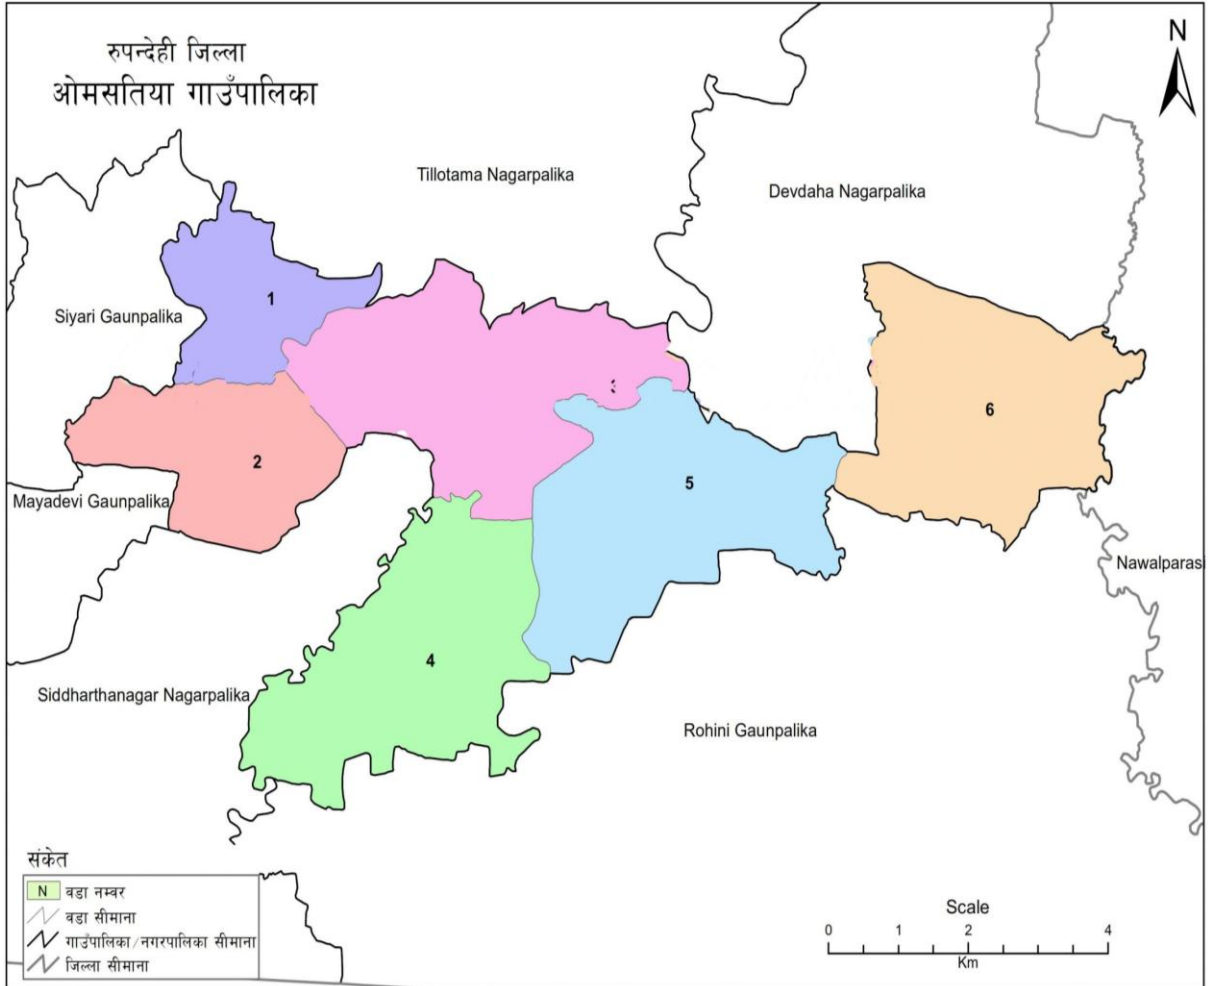 रुपन्देही जिल्ला
ओमसतिया गाउँपालिका
N
Tillotama Nagarpalika
Devdaha Nagarpalika
1
Siyari Gaunpalika
3
6
2
5
Mayadevi Gaunpalika
Nawalparasi
4
Siddharthanagar Nagarpalika
Rohini Gaunpalika
संकेत
N वडा नम्बर
वडा सीमाना
गाउँपालिका/नगरपालिका सीमाना
जिल्ला सीमाना
Scale
0 1 2 4
Km